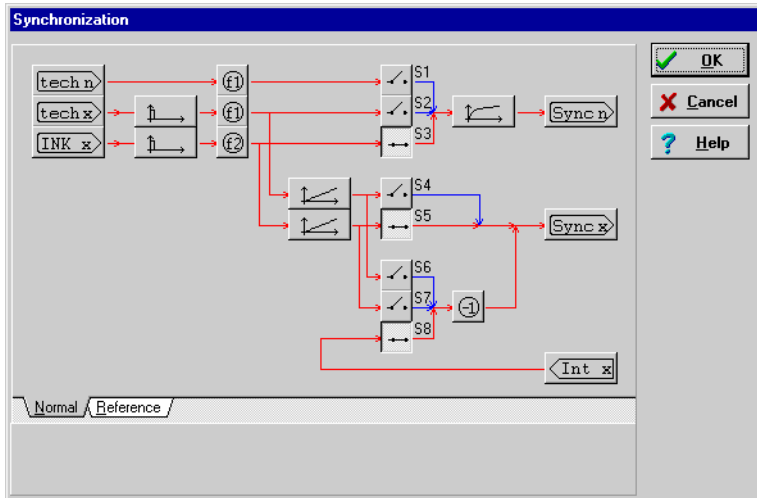 Synchronization
tech n
f1
S1
OK
tech x
f1
S2
Sync n
Cancel
INK x
f2
S3
Help
S4
S5
Sync x
S6
S7
-1
S8
Int x
Normal
Reference